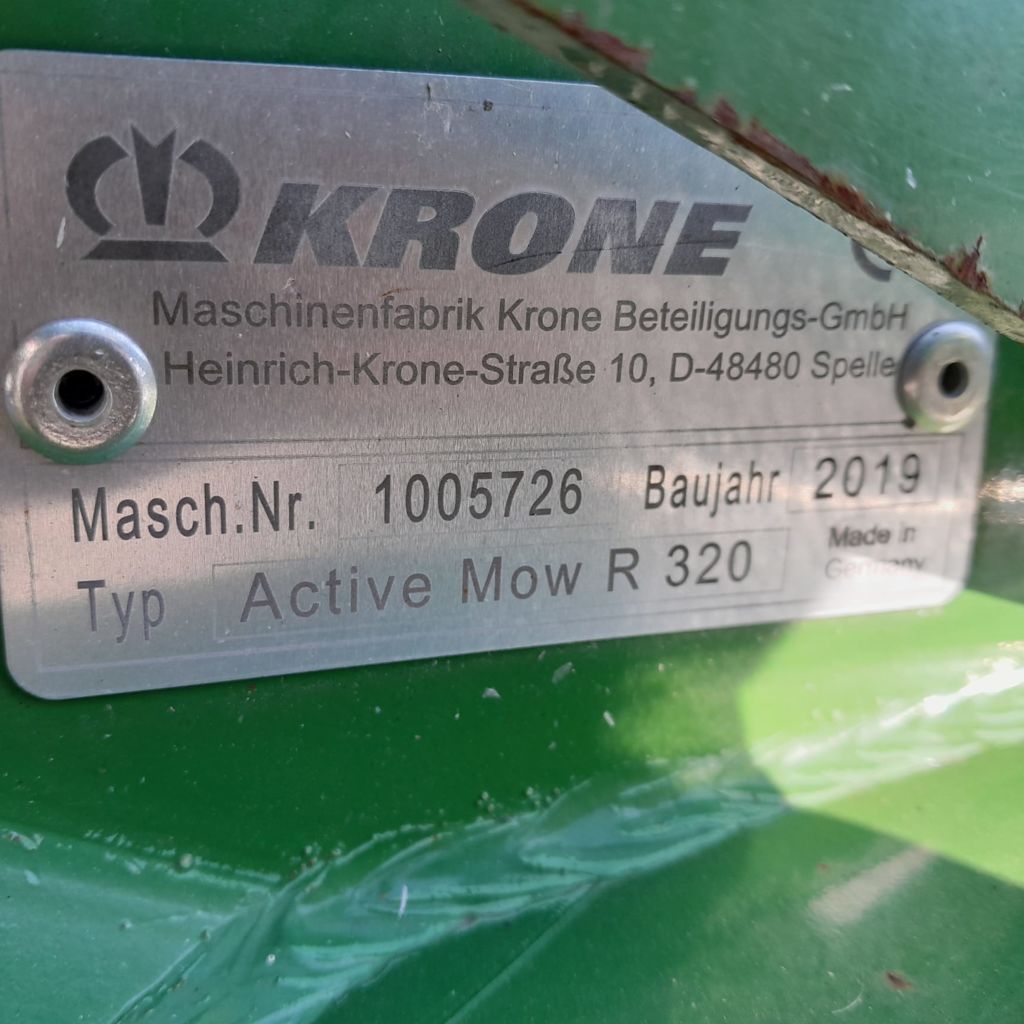 KRONE
Maschinenfabrik Krone Beteiligungs-GmbH
Heinrich-Krone-Straße 10, D-48480 Spelle
Masch.Nr. 1005726 Baujahr 2019
Typ Active Mow R 320 Made in
Germany